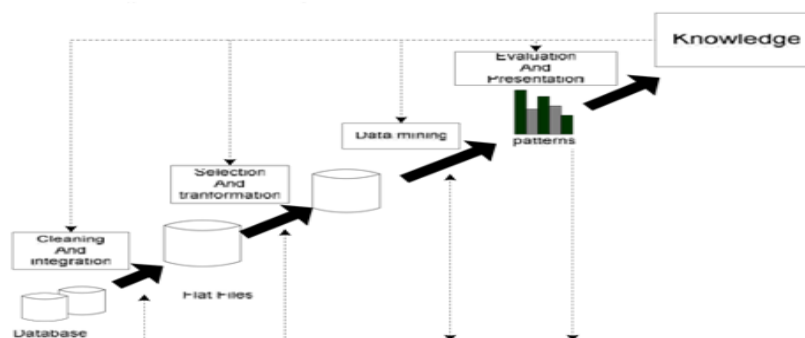 Knowledge
Evaluation
And
Presentation
Data mining
patterns
Selection
And
tranformation
Cleaning
And
integration
Flat Files
Database